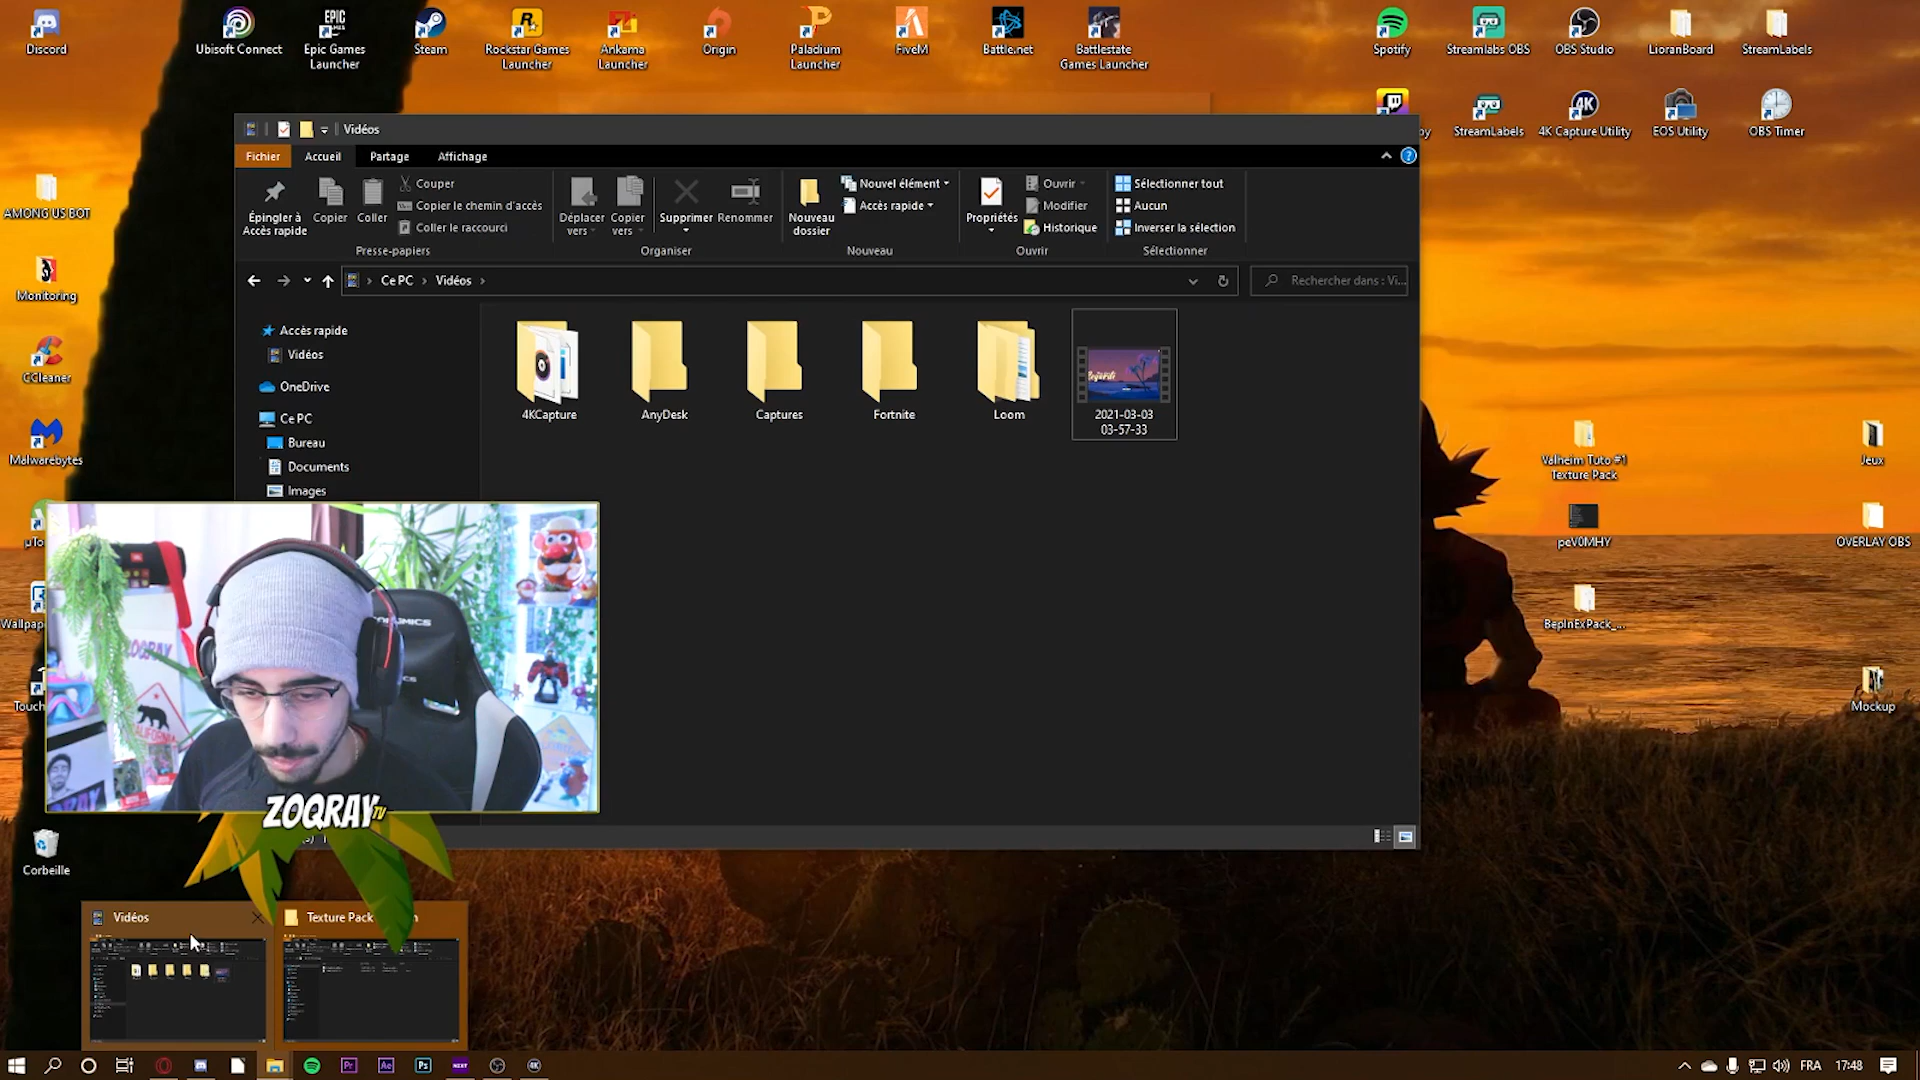 Discord
Ubisoft Connect
Epic Games
Launcher
Steam
Rockstar Games
Launcher
Ankama
Launcher
Origin
Paladium
Launcher
FiveM
Battle.net
Battlestate
Games Launcher
Spotify
Streamlabs OBS
OBS Studio
LioranBoard
StreamLabels
StreamLabels
4K Capture Utility
EOS Utility
OBS Timer
Vidéos
Fichier
Accueil
Partage
Affichage
Épingler à
Accès rapide
Copier
Coller
Couper
Copier le chemin d'accès
Coller le raccourci
Presse-papiers
Déplacer
vers
Copier
vers
Supprimer
Renommer
Organiser
Nouveau
dossier
Nouvel élément
Accès rapide
Nouveau
Propriétés
Ouvrir
Modifier
Historique
Ouvrir
Sélectionner tout
Aucun
Inverser la sélection
Sélectionner
Ce PC
Vidéos
Rechercher dans : Vi...
Accès rapide
Vidéos
OneDrive
Ce PC
Bureau
Documents
Images
4KCapture
AnyDesk
Captures
Fortnite
Loom
2021-03-03
03-57-33
AMONG US BOT
Monitoring
CCleaner
Malwarebytes
Corbeille
Valheim Tuto #1
Texture Pack
peV0MHY
BepInExPack_...
Jeux
OVERLAY OBS
Mockup
ZOQRAY
CALIFORNIA
ZOQRAY TV
Vidéos
Texture Pack
FRA
17:48